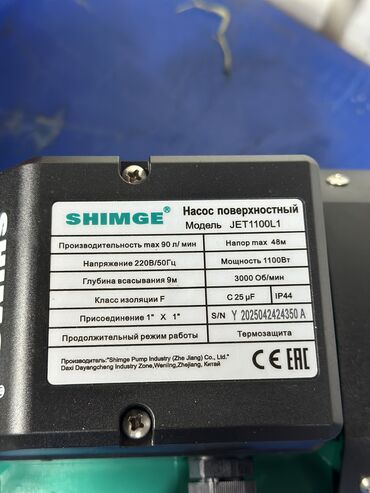 SHIMGE® Насос поверхностный
Модель JET1100L1
Производительность max 90 л/ мин Напор max 48м
Напряжение 220В/50Гц Мощность 1100Вт
Глубина всасывания 9м 3000 Об/мин
Класс изоляции F C 25 µF IP44
Присоединение 1" X 1" S/N Y 2025042424350 A
Продолжительный режим работы Термозащита
Производитель: "Shimge Pump Industry (Zhe Jiang) Co., Ltd."
Daxi Dayangcheng Industry Zone,Wenling,Zhejiang, Китай
CE EAC